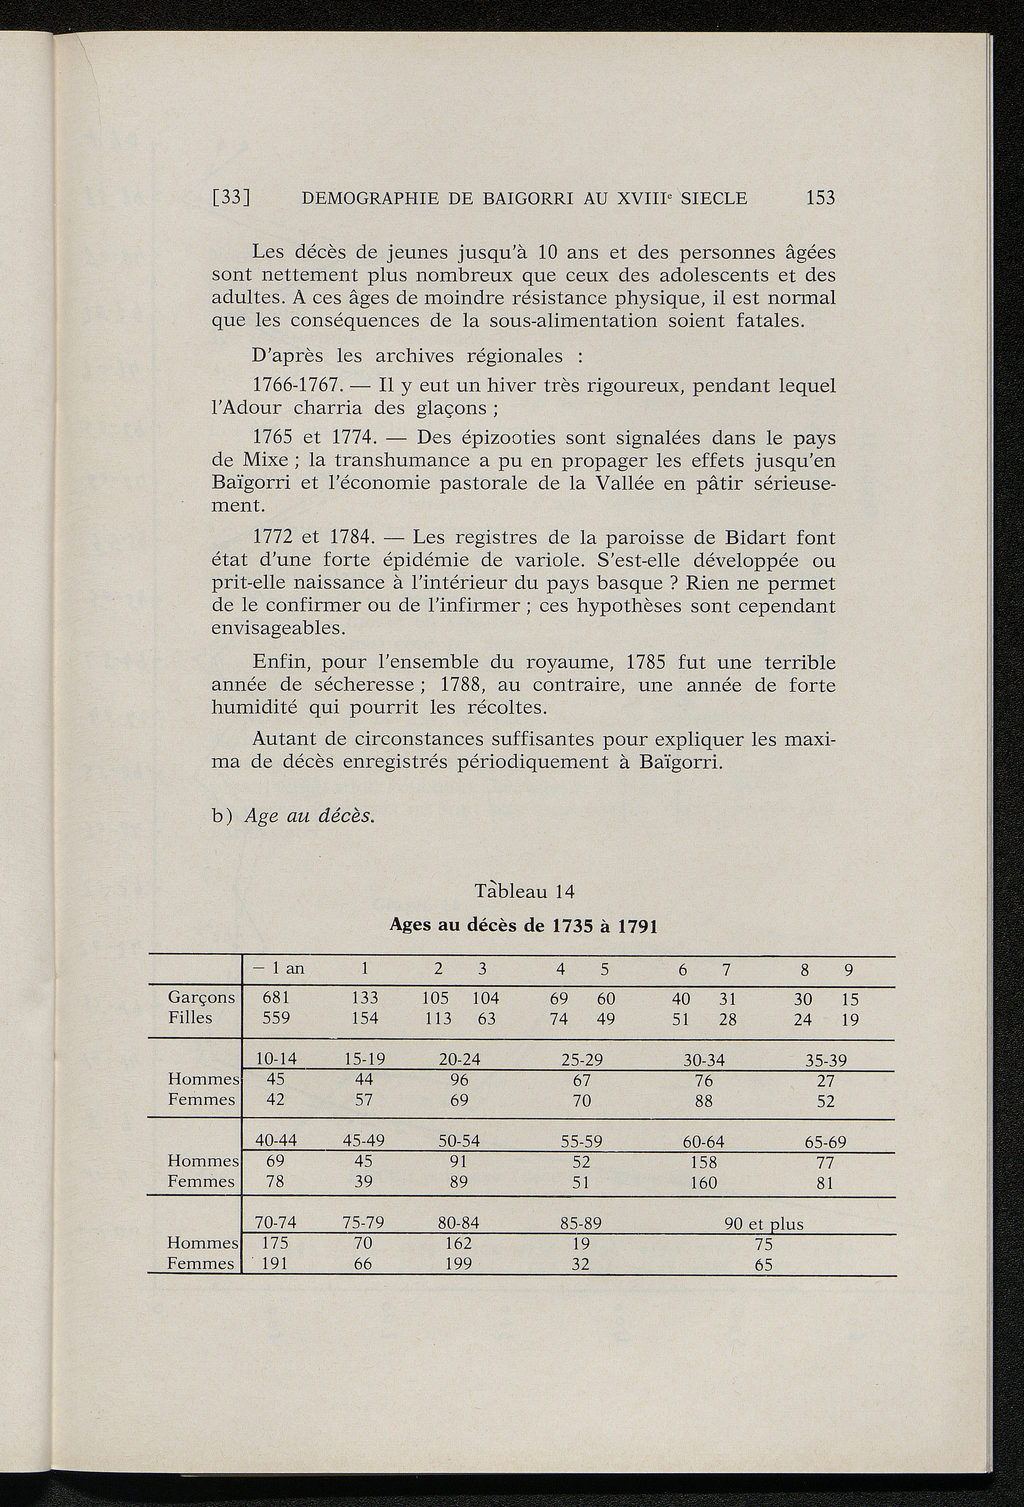 [33] DEMOGRAPHIE DE BAIGORRI AU XVIIIe SIECLE 153
Les décès de jeunes jusqu'à 10 ans et des personnes âgées
sont nettement plus nombreux que ceux des adolescents et des
adultes. A ces âges de moindre résistance physique, il est normal
que les conséquences de la sous-alimentation soient fatales.
D'après les archives régionales :
1766-1767. — Il y eut un hiver très rigoureux, pendant lequel
l'Adour charria des glaçons ;
1765 et 1774. — Des épizooties sont signalées dans le pays
de Mixe ; la transhumance a pu en propager les effets jusqu'en
Baïgorri et l'économie pastorale de la Vallée en pâtir sérieuse-
ment.
1772 et 1784. — Les registres de la paroisse de Bidart font
état d'une forte épidémie de variole. S'est-elle développée ou
prit-elle naissance à l'intérieur du pays basque ? Rien ne permet
de le confirmer ou de l'infirmer ; ces hypothèses sont cependant
envisageables.
Enfin, pour l'ensemble du royaume, 1785 fut une terrible
année de sécheresse ; 1788, au contraire, une année de forte
humidité qui pourrit les récoltes.
Autant de circonstances suffisantes pour expliquer les maxi-
ma de décès enregistrés périodiquement à Baïgorri.
b) Age au décès.
Tableau 14
Ages au décès de 1735 à 1791
— 1 an 1 2 3 4 5 6 7 8 9
Garçons 681 133 105 104 69 60 40 31 30 15
Filles 559 154 113 63 74 49 51 28 24 19
10-14 15-19 20-24 25-29 30-34 35-39
Hommes 45 44 96 67 76 27
Femmes 42 57 69 70 88 52
40-44 45-49 50-54 55-59 60-64 65-69
Hommes 69 45 91 52 158 77
Femmes 78 39 89 51 160 81
70-74 75-79 80-84 85-89 90 et plus
Hommes 175 70 162 19 75
Femmes 191 66 199 32 65